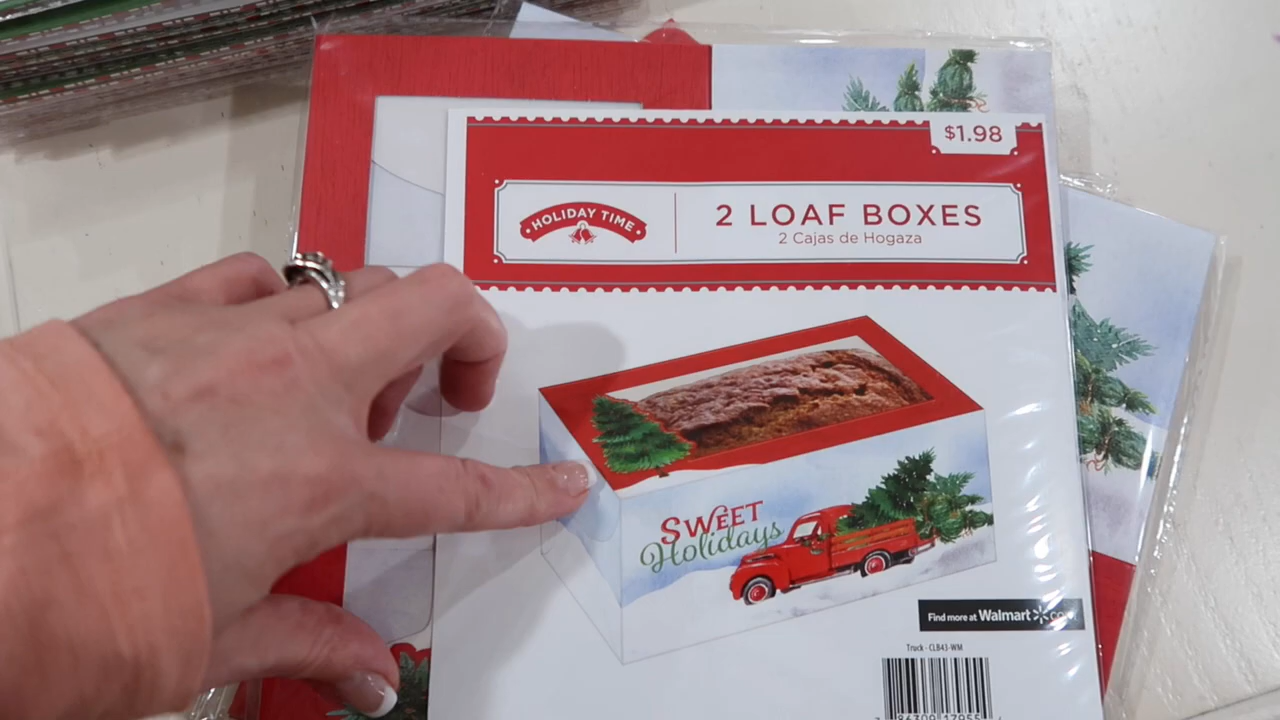 $1.98
HOLIDAY TIME
2 LOAF BOXES
2 Cajas de Hogaza
SWEET
Holidays
Find more at Walmart
Truck - CLB43-WM